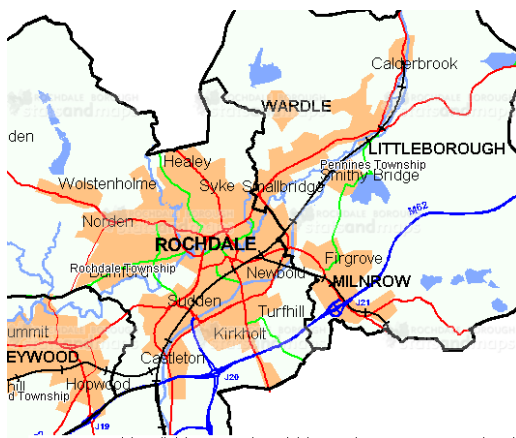 Calderbrook
WARDLE
den
LITTLEBOROUGH
Healey
Pennines Township
Smithy Bridge
Wolstenholme
Syke
Smallbridge
M62
Norden
ROCHDALE
Firgrove
Rochdale Township
Newbold
MILNROW
Sudden
J21
Turfhill
ummit
Kirkholt
EYWOOD
Castleton
J20
hill
Hopwood
d Township
J19